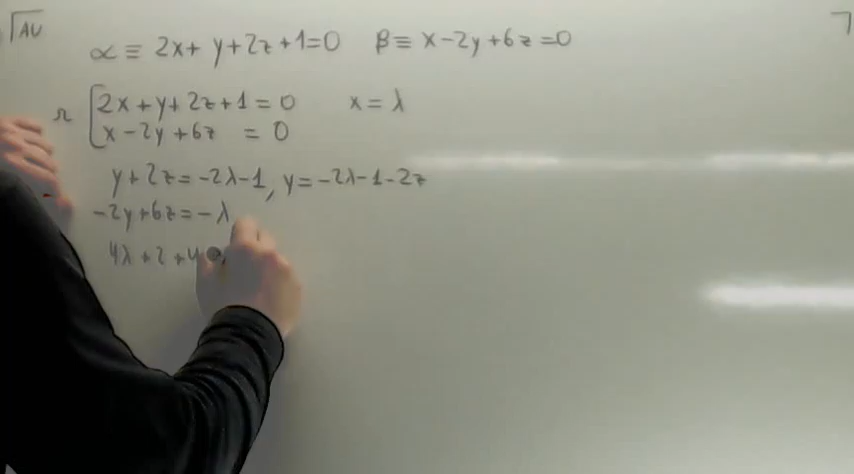 AU
α ≡ 2x + y + 2z + 1 = 0 β ≡ x - 2y + 6z = 0
r { 2x + y + 2z + 1 = 0 x = λ
x - 2y + 6z = 0
y + 2z = -2λ - 1, y = -2λ - 1 - 2z
-2y + 6z = -λ
4λ + 2 + 4